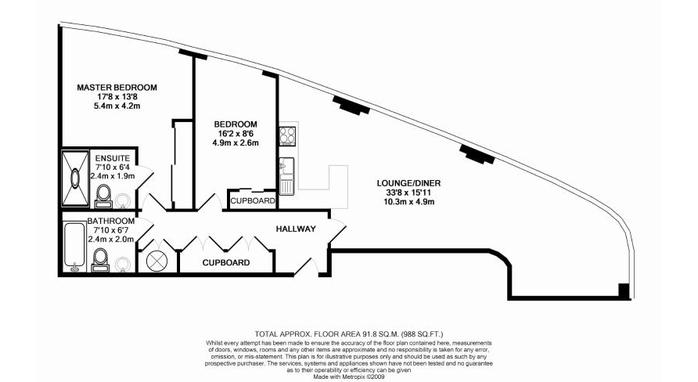 MASTER BEDROOM
17'8 x 13'8
5.4m x 4.2m
BEDROOM
16'2 x 8'6
4.9m x 2.6m
ENSUITE
7'10 x 6'4
2.4m x 1.9m
LOUNGE/DINER
33'8 x 15'11
10.3m x 4.9m
CUPBOARD
BATHROOM
7'10 x 6'7
2.4m x 2.0m
HALLWAY
CUPBOARD
TOTAL APPROX. FLOOR AREA 91.8 SQ.M. (988 SQ.FT.)
Whilst every attempt has been made to ensure the accuracy of the floor plan contained here, measurements
of doors, windows, rooms and any other items are approximate and no responsibility is taken for any error,
omission, or mis-statement. This plan is for illustrative purposes only and should be used as such by any
prospective purchaser. The services, systems and appliances shown have not been tested and no guarantee
as to their operability or efficiency can be given
Made with Metropix ©2009